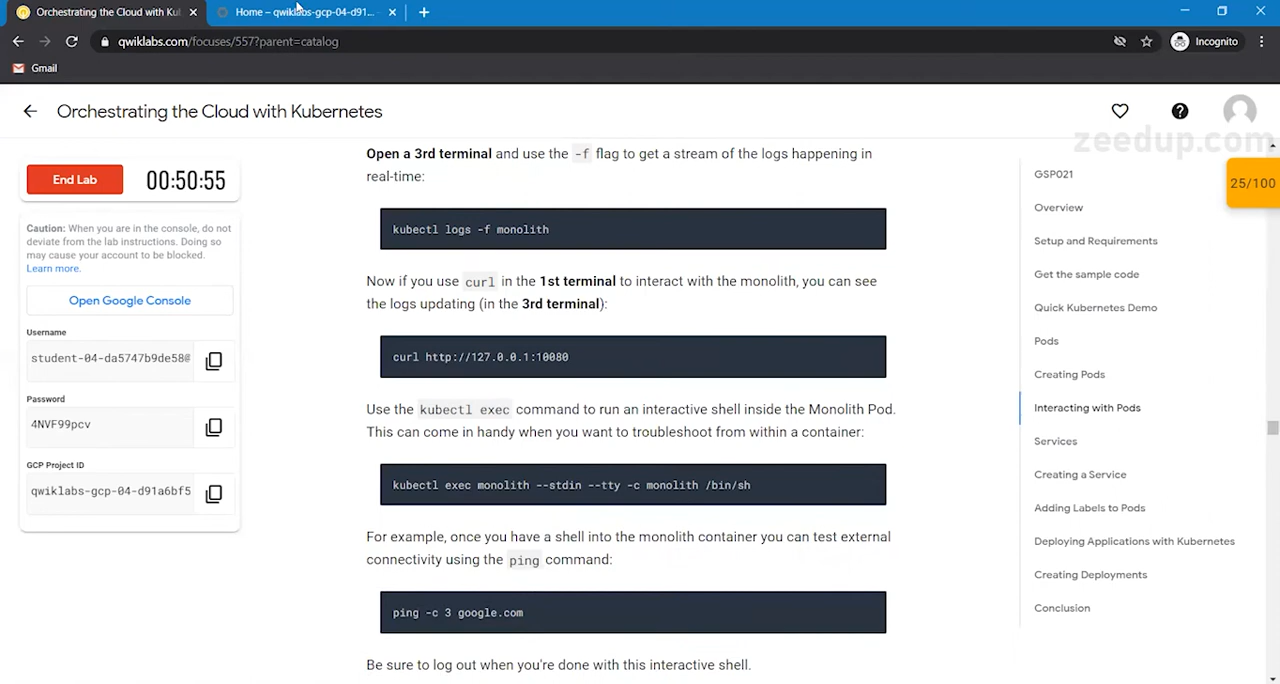 Orchestrating the Cloud with Ku
Home – qwiklabs-gcp-04-d91...
qwiklabs.com/focuses/557?parent=catalog
Incognito
Gmail
Orchestrating the Cloud with Kubernetes
zeedup.com
End Lab
00:50:55
25/100
Caution: When you are in the console, do not
deviate from the lab instructions. Doing so
may cause your account to be blocked.
Learn more.
Open Google Console
Username
student-04-da5747b9de58@
Password
4NVF99pcv
GCP Project ID
qwiklabs-gcp-04-d91a6bf5
Open a 3rd terminal and use the -f flag to get a stream of the logs happening in
real-time:
kubectl logs -f monolith
Now if you use curl in the 1st terminal to interact with the monolith, you can see
the logs updating (in the 3rd terminal):
curl http://127.0.0.1:10080
Use the kubectl exec command to run an interactive shell inside the Monolith Pod.
This can come in handy when you want to troubleshoot from within a container:
kubectl exec monolith --stdin --tty -c monolith /bin/sh
For example, once you have a shell into the monolith container you can test external
connectivity using the ping command:
ping -c 3 google.com
Be sure to log out when you're done with this interactive shell.
GSP021
Overview
Setup and Requirements
Get the sample code
Quick Kubernetes Demo
Pods
Creating Pods
Interacting with Pods
Services
Creating a Service
Adding Labels to Pods
Deploying Applications with Kubernetes
Creating Deployments
Conclusion